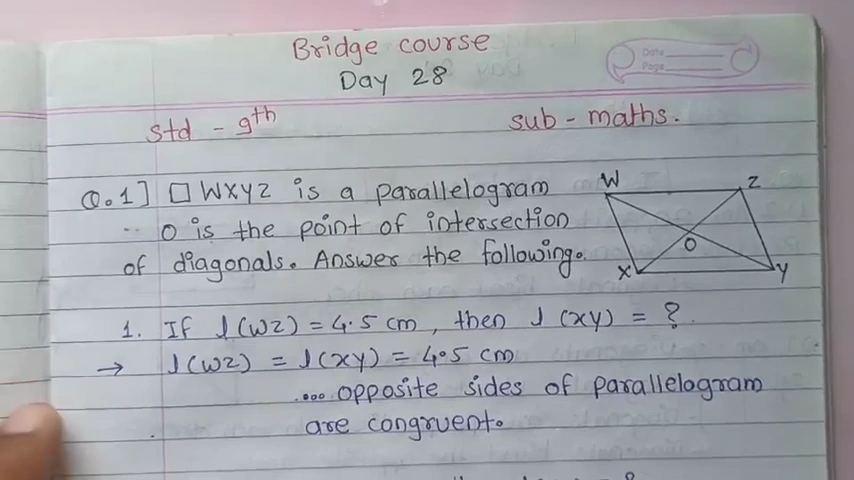 Bridge course
Day 28
Date
Page
Std - 9th sub - maths.
Q.1] □ WXYZ is a parallelogram
O is the point of intersection
of diagonals. Answer the following.
W Z
O
X Y
1. If l(WZ) = 4.5 cm, then l(XY) = ?
→ l(WZ) = l(XY) = 4.5 cm
.... opposite sides of parallelogram
are congruent.